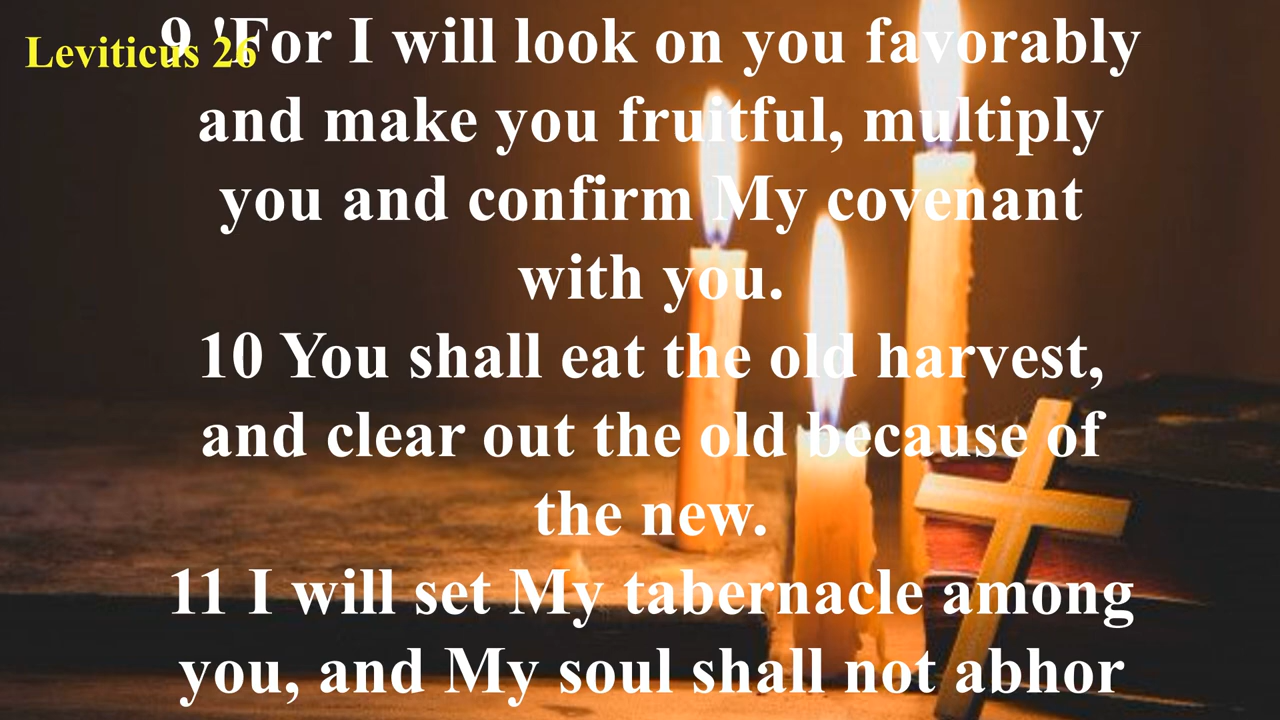 Leviticus 26
9 'For I will look on you favorably
and make you fruitful, multiply
you and confirm My covenant
with you.
10 You shall eat the old harvest,
and clear out the old because of
the new.
11 I will set My tabernacle among
you, and My soul shall not abhor